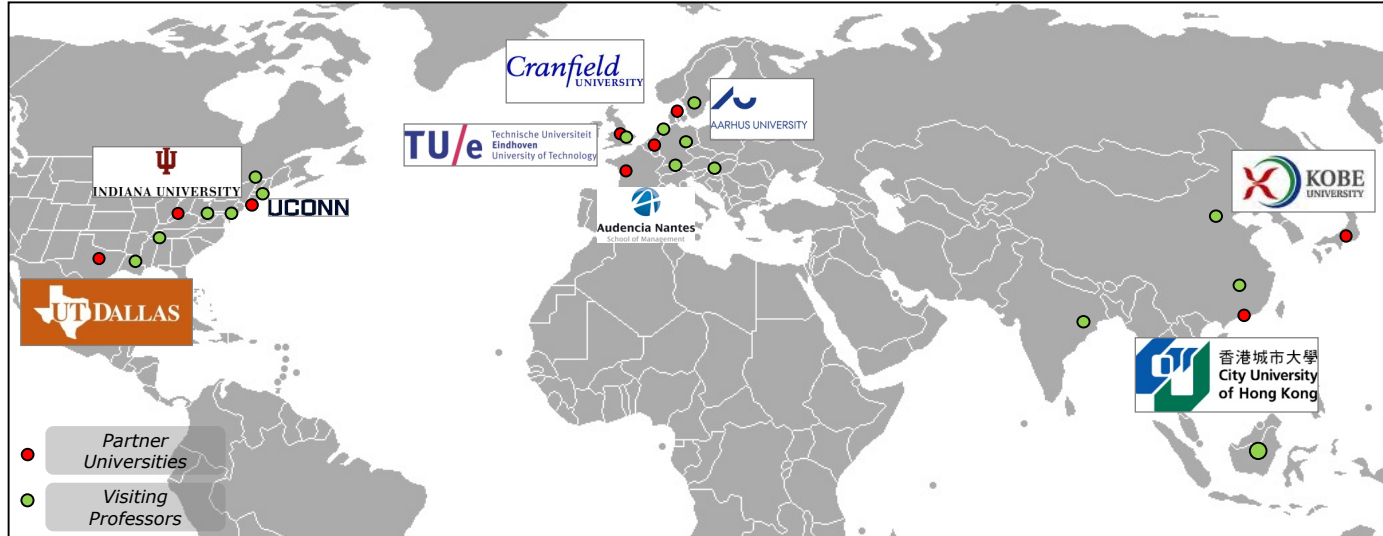 Cranfield
UNIVERSITY
AARHUS UNIVERSITY
TU/e
Technische Universiteit
Eindhoven
University of Technology
INDIANA UNIVERSITY
UCONN
KOBE
UNIVERSITY
Audencia Nantes
School of Management
UT DALLAS
香港城市大學
City University
of Hong Kong
Partner
Universities
Visiting
Professors